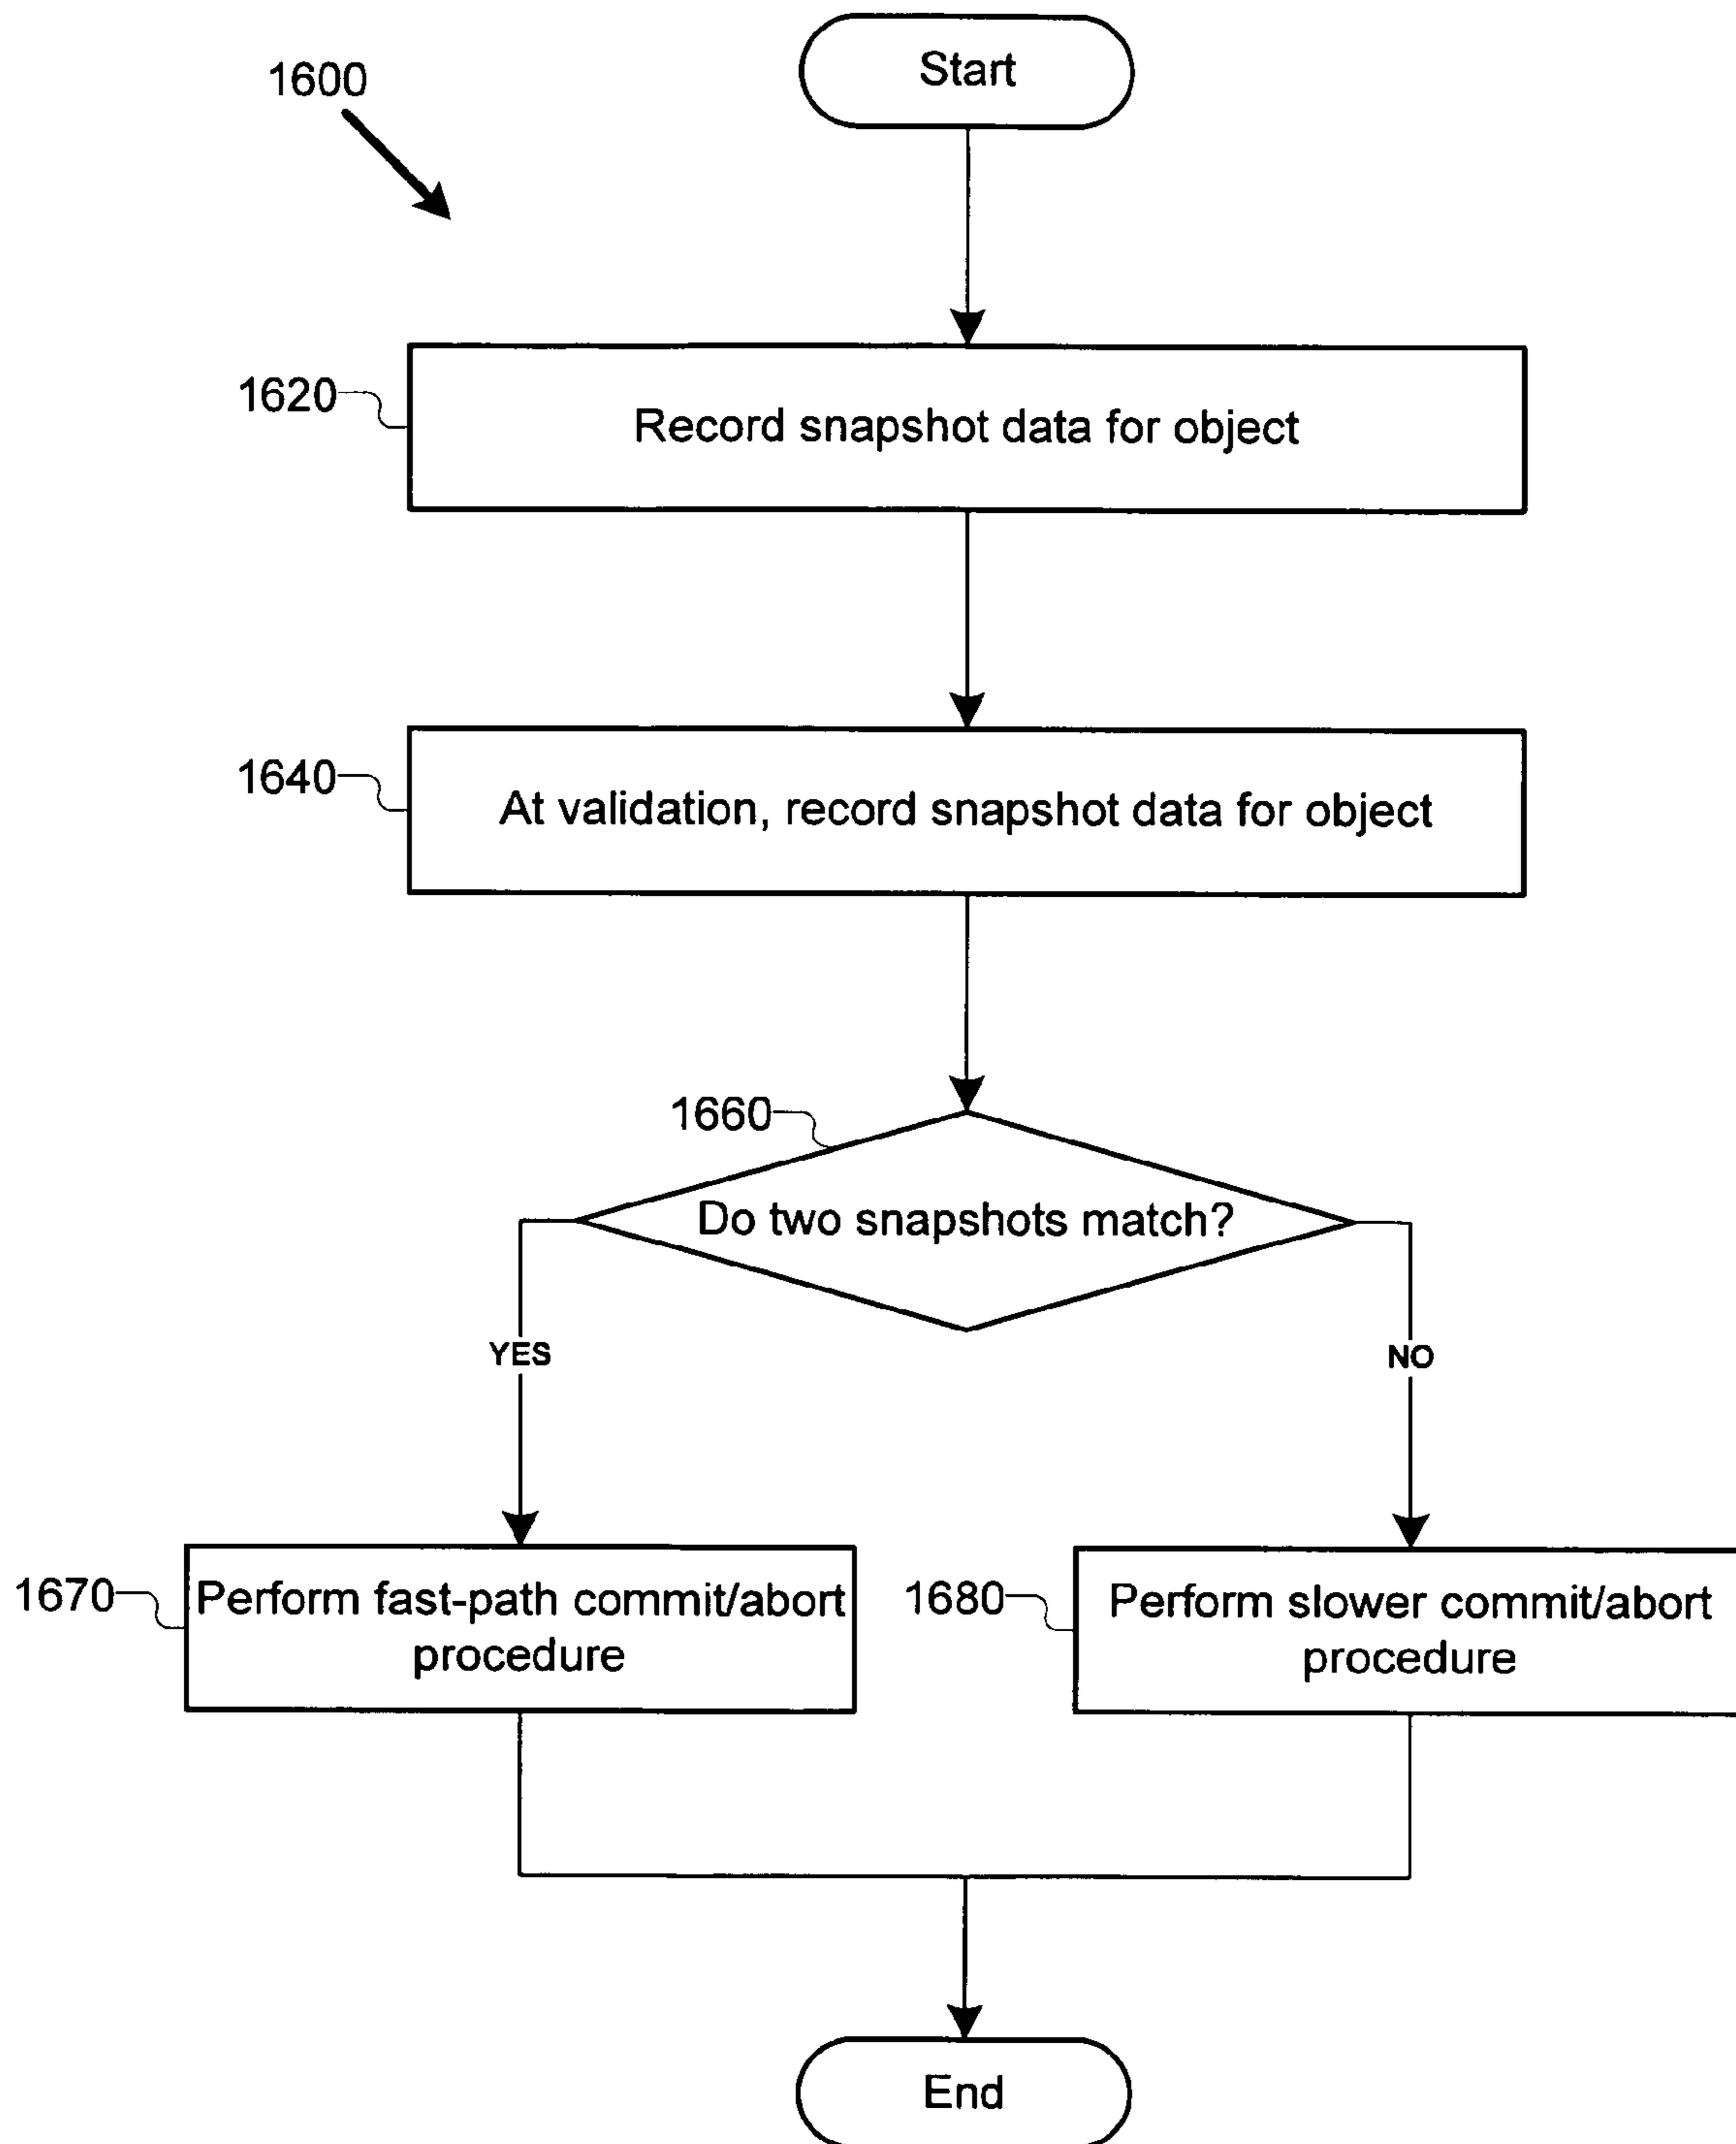 Start
1600
1620
Record snapshot data for object
1640
At validation, record snapshot data for object
1660
Do two snapshots match?
YES
NO
1670
Perform fast-path commit/abort
procedure
1680
Perform slower commit/abort
procedure
End